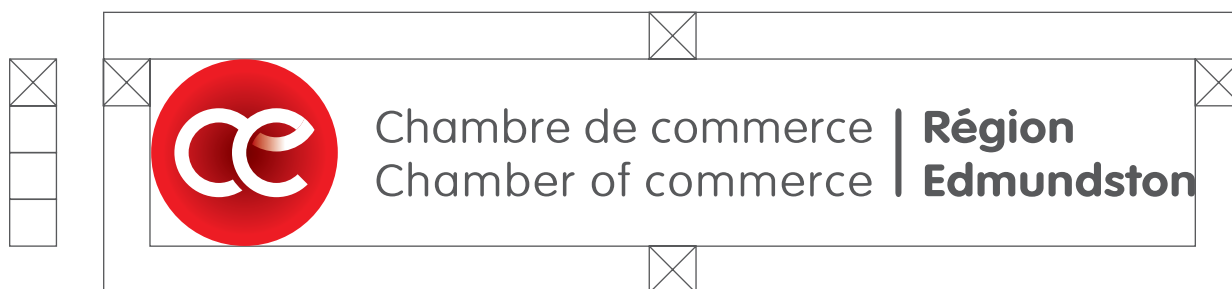 ce
Chambre de commerce | Région
Chamber of commerce | Edmundston